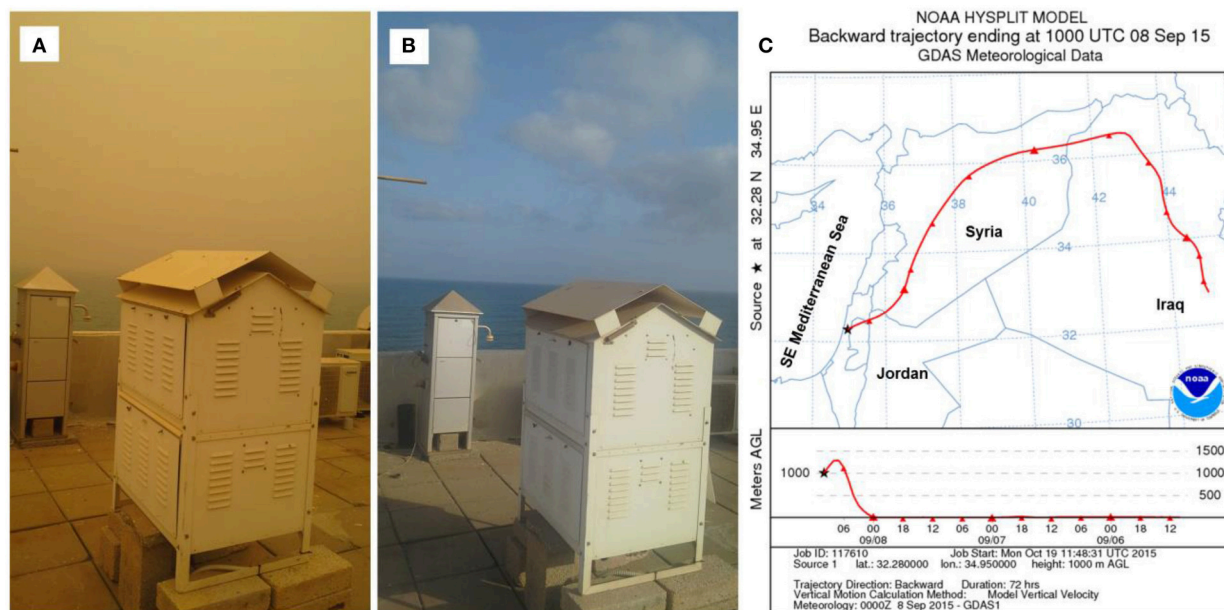 A
B
C
NOAA HYSPLIT MODEL
Backward trajectory ending at 1000 UTC 08 Sep 15
GDAS Meteorological Data
Source ★ at 32.28 N 34.95 E
34
36
38
40
42
44
36
34
32
30
SE Mediterranean Sea
Syria
Iraq
Jordan
noaa
Meters AGL
1000
1500
1000
500
06 00 18 12 06 00 18 12 06 00 18 12
09/08 09/07 09/06
Job ID: 117610 Job Start: Mon Oct 19 11:48:31 UTC 2015
Source 1 lat.: 32.280000 lon.: 34.950000 height: 1000 m AGL
Trajectory Direction: Backward Duration: 72 hrs
Vertical Motion Calculation Method: Model Vertical Velocity
Meteorology: 0000Z 8 Sep 2015 - GDAS1